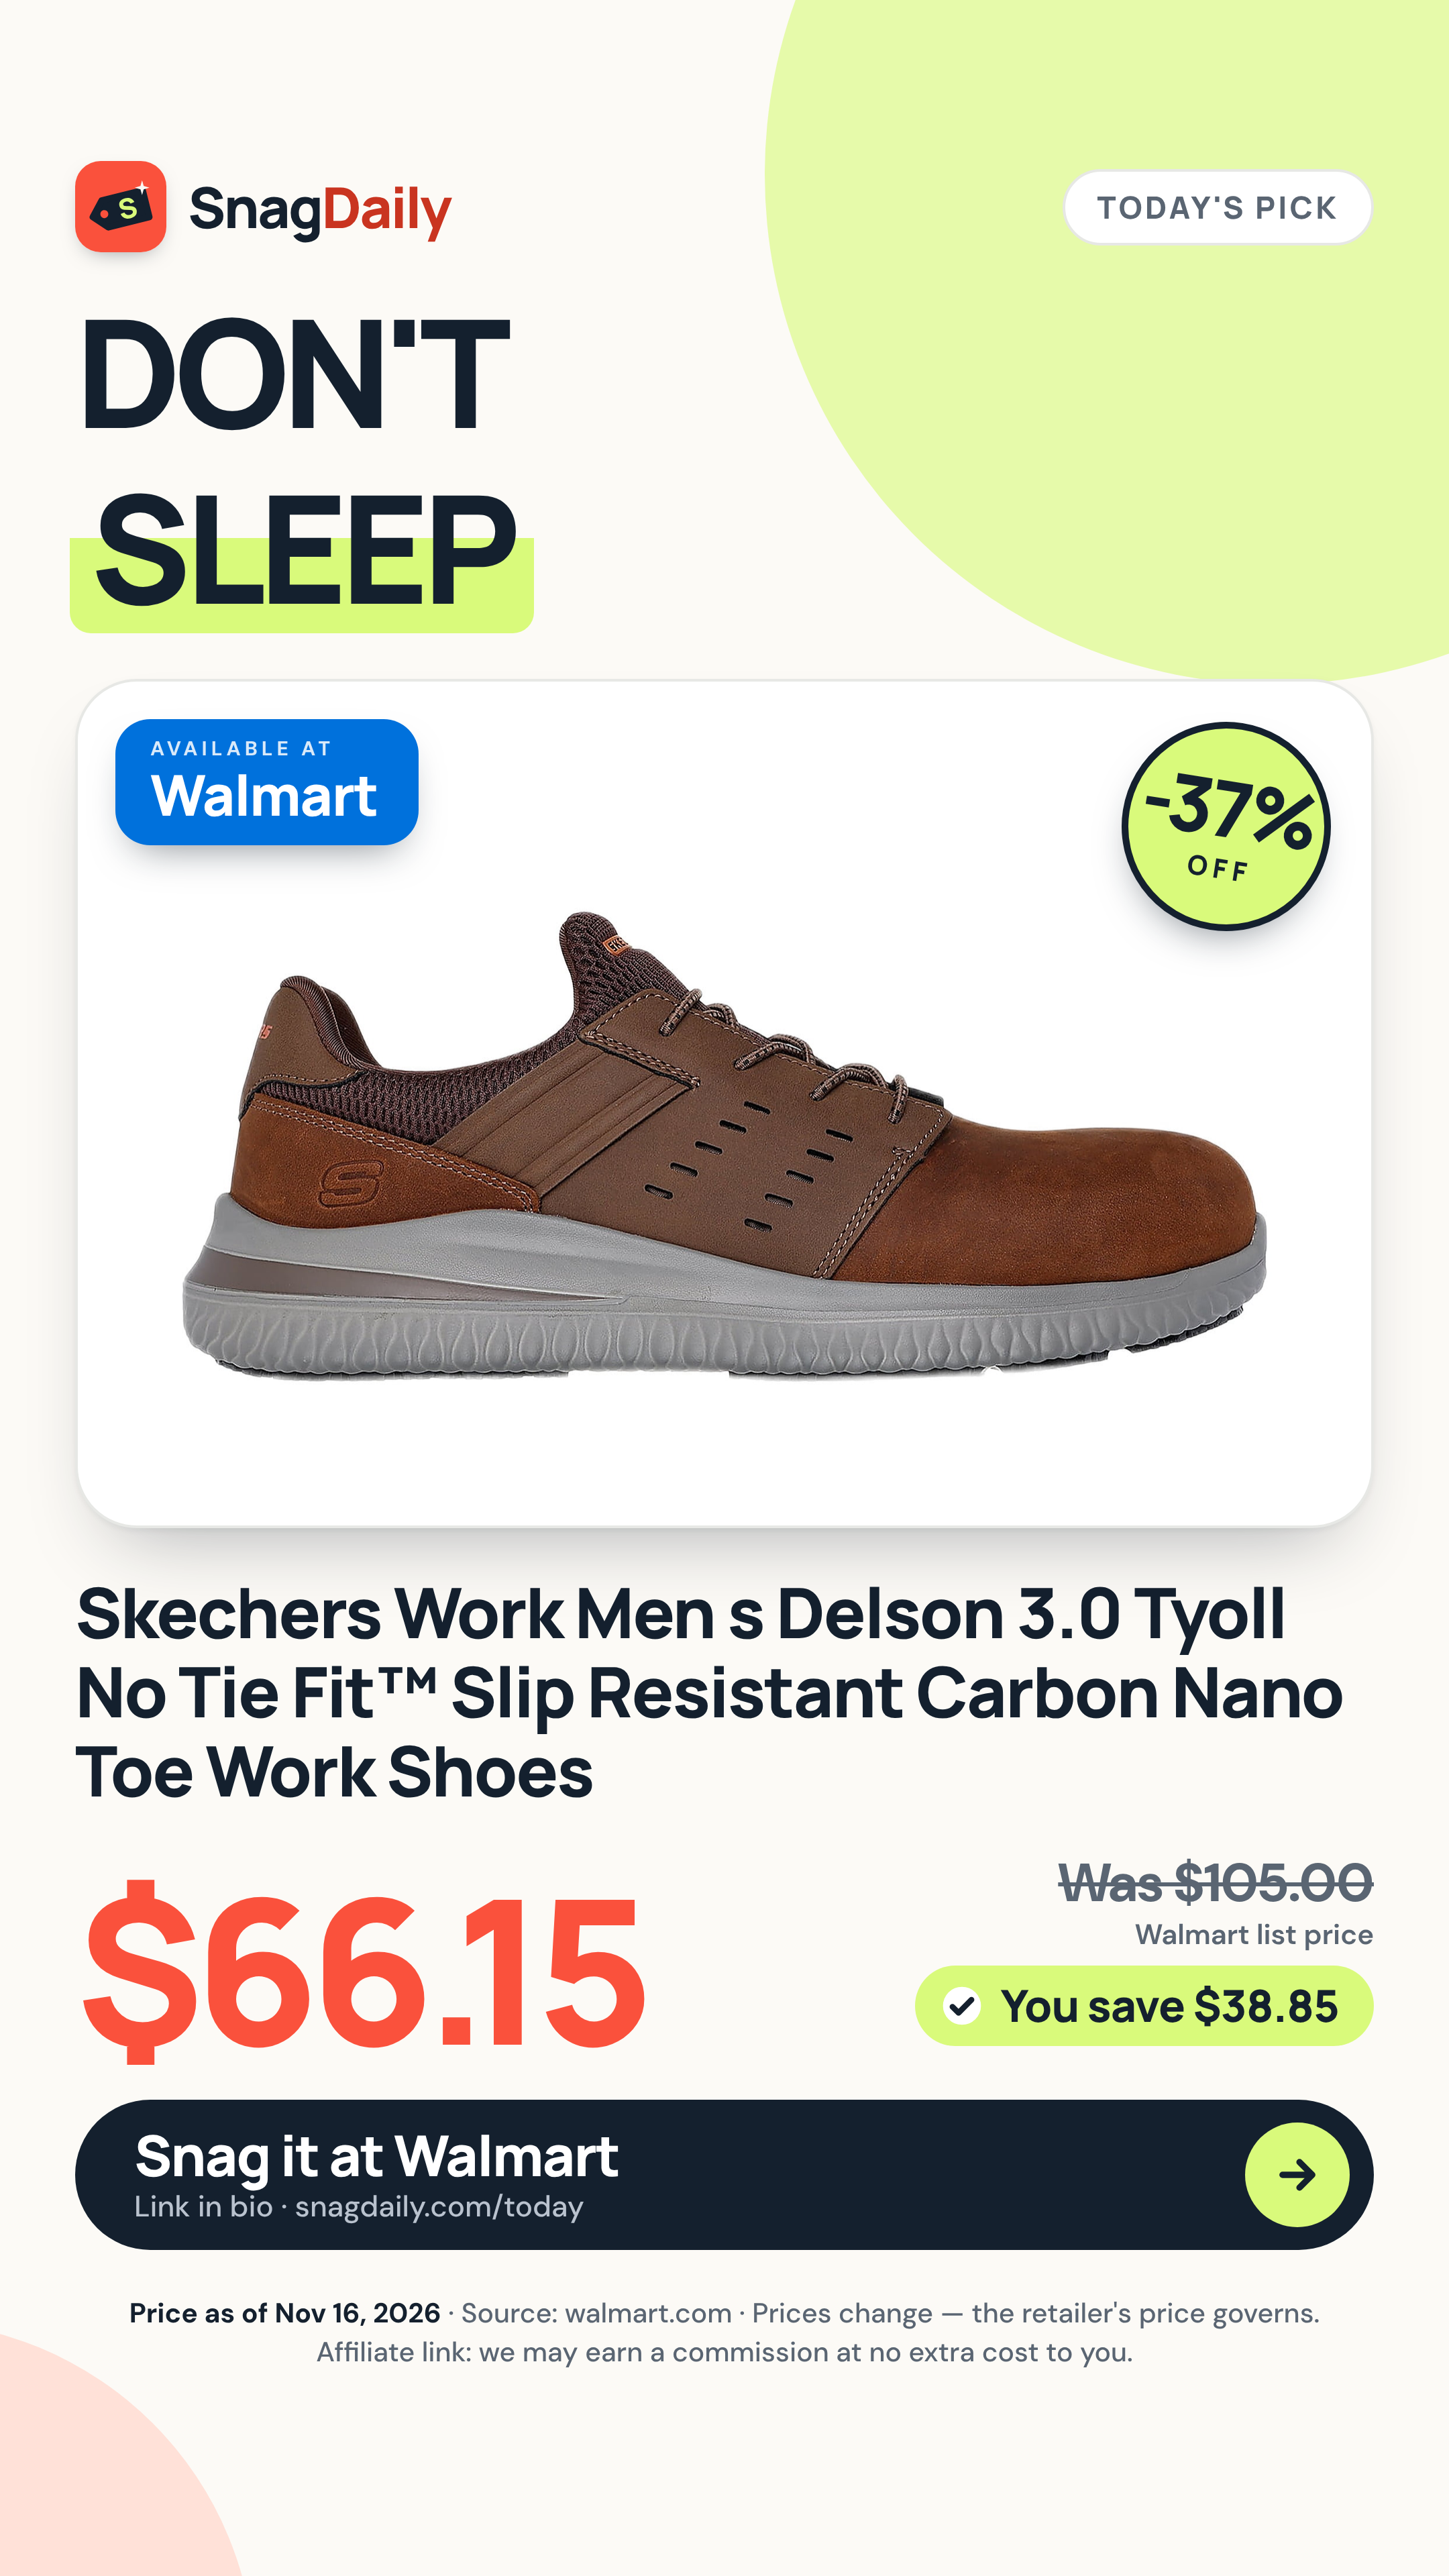 S
SnagDaily
TODAY'S PICK
DON'T
SLEEP
AVAILABLE AT
Walmart
-37%
OFF
S
Skechers Work Men s Delson 3.0 Tyoll
No Tie Fit™ Slip Resistant Carbon Nano
Toe Work Shoes
$66.15
Was $105.00
Walmart list price
You save $38.85
Snag it at Walmart
Link in bio · snagdaily.com/today
Price as of Nov 16, 2026 · Source: walmart.com · Prices change — the retailer's price governs.
Affiliate link: we may earn a commission at no extra cost to you.